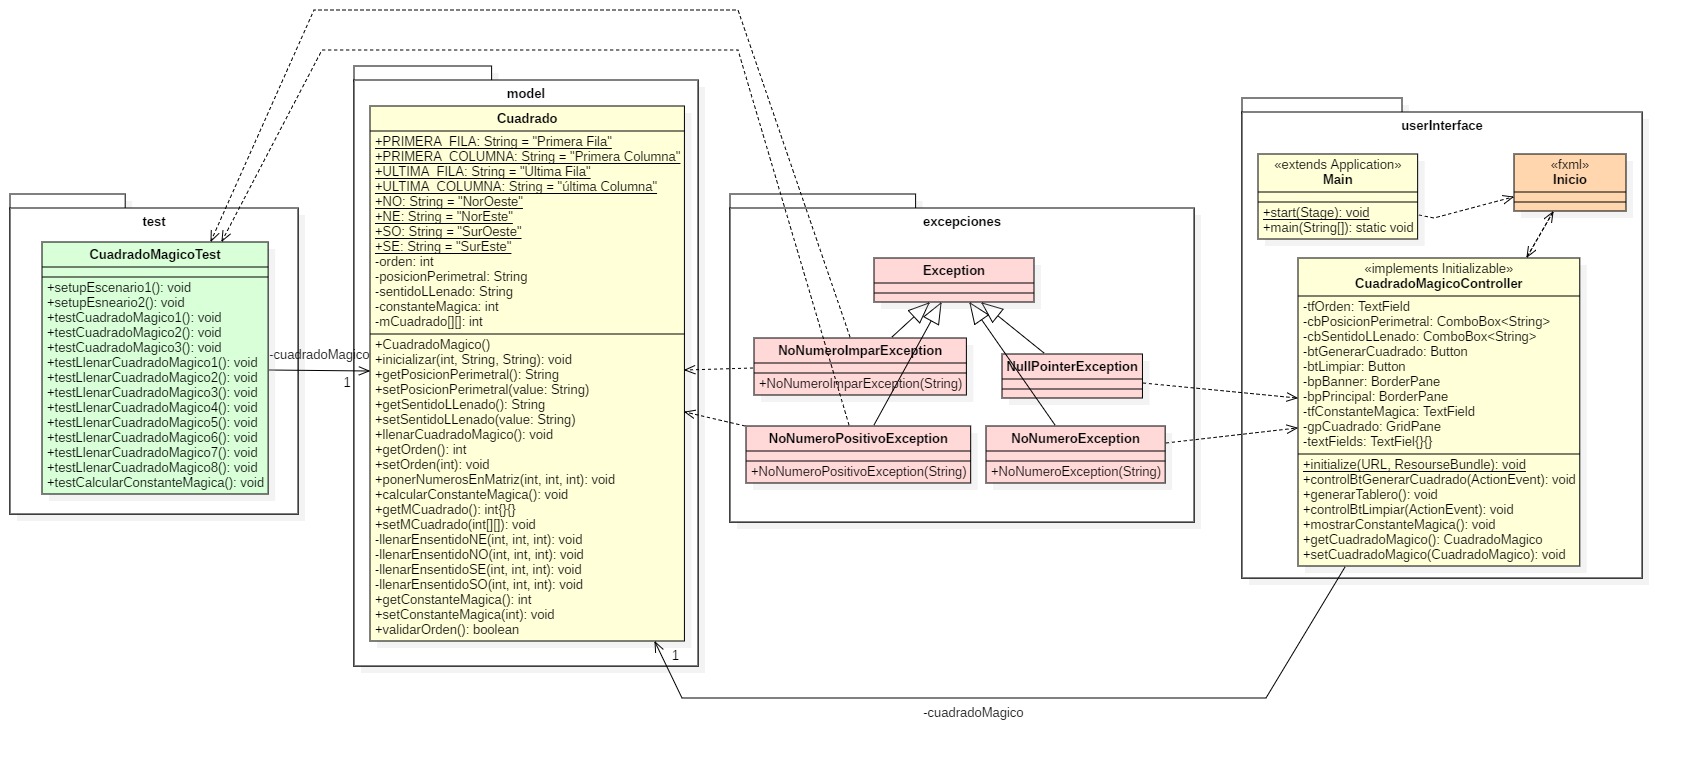 test
CuadradoMagicoTest
+setupEscenario1(): void
+setupEsneario2(): void
+testCuadradoMagico1(): void
+testCuadradoMagico2(): void
+testCuadradoMagico3(): void
+testLlenarCuadradoMagico1(): void
+testLlenarCuadradoMagico2(): void
+testLlenarCuadradoMagico3(): void
+testLlenarCuadradoMagico4(): void
+testLlenarCuadradoMagico5(): void
+testLlenarCuadradoMagico6(): void
+testLlenarCuadradoMagico7(): void
+testLlenarCuadradoMagico8(): void
+testCalcularConstanteMagica(): void
-cuadradoMagico
1
model
Cuadrado
+PRIMERA_FILA: String = "Primera Fila"
+PRIMERA_COLUMNA: String = "Primera Columna"
+ULTIMA_FILA: String = "Ultima Fila"
+ULTIMA_COLUMNA: String = "última Columna"
+NO: String = "NorOeste"
+NE: String = "NorEste"
+SO: String = "SurOeste"
+SE: String = "SurEste"
-orden: int
-posicionPerimetral: String
-sentidoLLenado: String
-constanteMagica: int
-mCuadrado[][]: int
+CuadradoMagico()
+inicializar(int, String, String): void
+getPosicionPerimetral(): String
+setPosicionPerimetral(value: String)
+getSentidoLLenado(): String
+setSentidoLLenado(value: String)
+llenarCuadradoMagico(): void
+getOrden(): int
+setOrden(int): void
+ponerNumerosEnMatriz(int, int, int): void
+calcularConstanteMagica(): void
+getMCuadrado(): int{}{}
+setMCuadrado(int[][]): void
-llenarEnsentidoNE(int, int, int): void
-llenarEnsentidoNO(int, int, int): void
-llenarEnsentidoSE(int, int, int): void
-llenarEnsentidoSO(int, int, int): void
+getConstanteMagica(): int
+setConstanteMagica(int): void
+validarOrden(): boolean
1
-cuadradoMagico
excepciones
Exception
NoNumeroImparException
+NoNumeroImparException(String)
NullPointerException
NoNumeroPositivoException
+NoNumeroPositivoException(String)
NoNumeroException
+NoNumeroException(String)
userInterface
«extends Application»
Main
+start(Stage): void
+main(String[]): static void
«fxml»
Inicio
«implements Initializable»
CuadradoMagicoController
-tfOrden: TextField
-cbPosicionPerimetral: ComboBox<String>
-cbSentidoLLenado: ComboBox<String>
-btGenerarCuadrado: Button
-btLimpiar: Button
-bpBanner: BorderPane
-bpPrincipal: BorderPane
-tfConstanteMagica: TextField
-gpCuadrado: GridPane
-textFields: TextFiel{}{}
+initialize(URL, ResourseBundle): void
+controlBtGenerarCuadrado(ActionEvent): void
+generarTablero(): void
+controlBtLimpiar(ActionEvent): void
+mostrarConstanteMagica(): void
+getCuadradoMagico(): CuadradoMagico
+setCuadradoMagico(CuadradoMagico): void